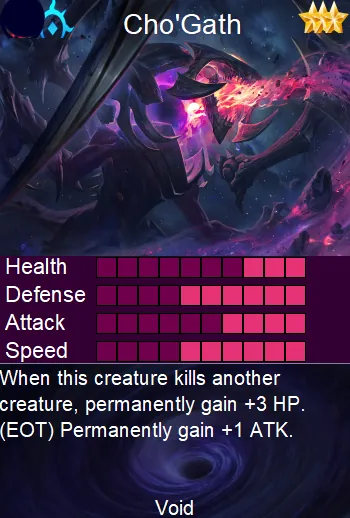 Cho'Gath
Health
Defense
Attack
Speed
When this creature kills another
creature, permanently gain +3 HP.
(EOT) Permanently gain +1 ATK.
Void